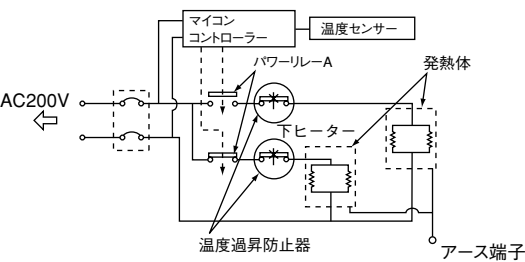 マイコン
コントローラー
温度センサー
パワーリレーA
発熱体
AC200V
下ヒーター
温度過昇防止器
アース端子